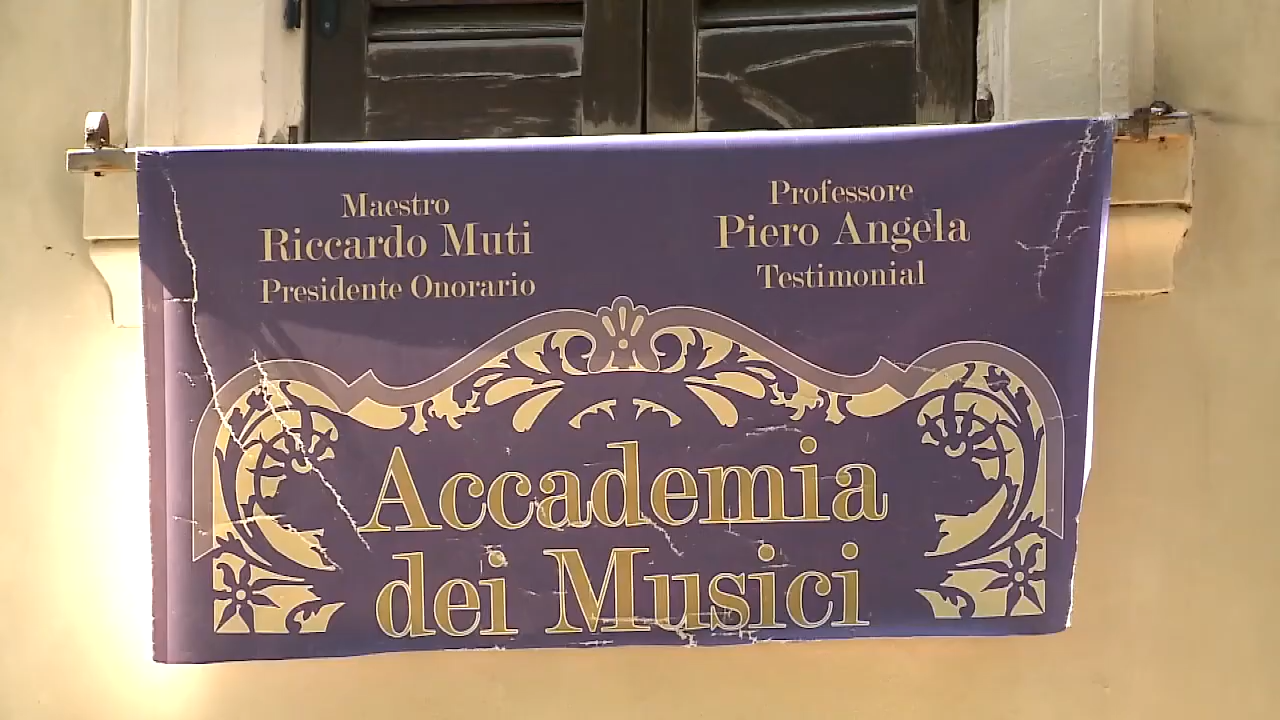 Maestro
Riccardo Muti
Presidente Onorario
Professore
Piero Angela
Testimonial
Accademia
dei Musici